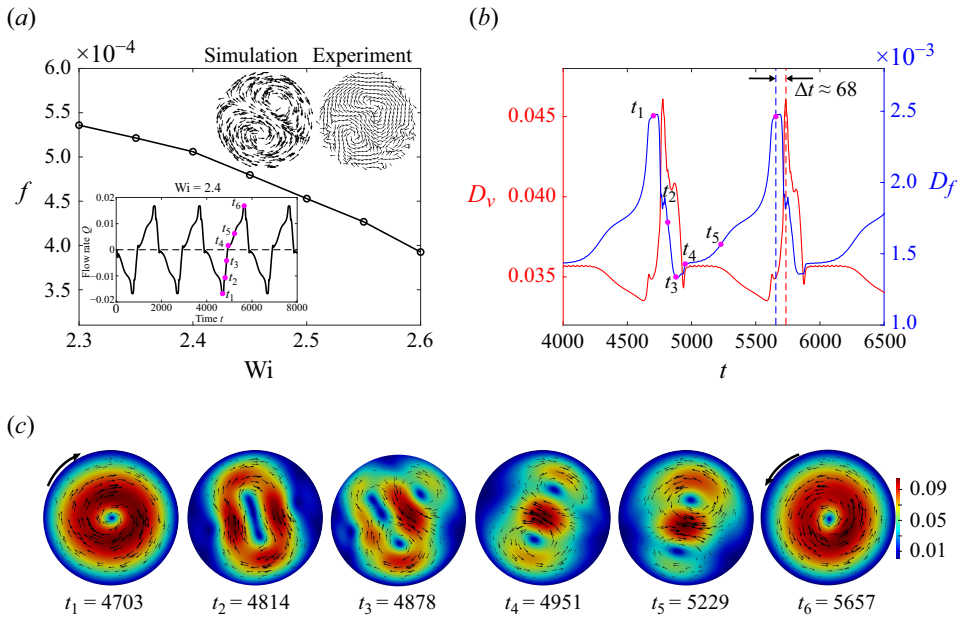 (a)
×10−4
Simulation Experiment
6.0
5.0
4.0
3.0
f
2.3 2.4 2.5 2.6
Wi
Wi = 2.4
Flow rate Q
0.02
0.01
0
−0.01
−0.02
0 2000 4000 6000 8000
Time t
t6
t5
t4
t3
t2
t1
(b)
×10−3
Δt ≈ 68
Dv
0.045
0.040
0.035
Df
2.5
2.0
1.5
1.0
t1
t2
t3
t4
t5
4000 4500 5000 5500 6000 6500
t
(c)
0.09
0.05
0.01
t1 = 4703 t2 = 4814 t3 = 4878 t4 = 4951 t5 = 5229 t6 = 5657